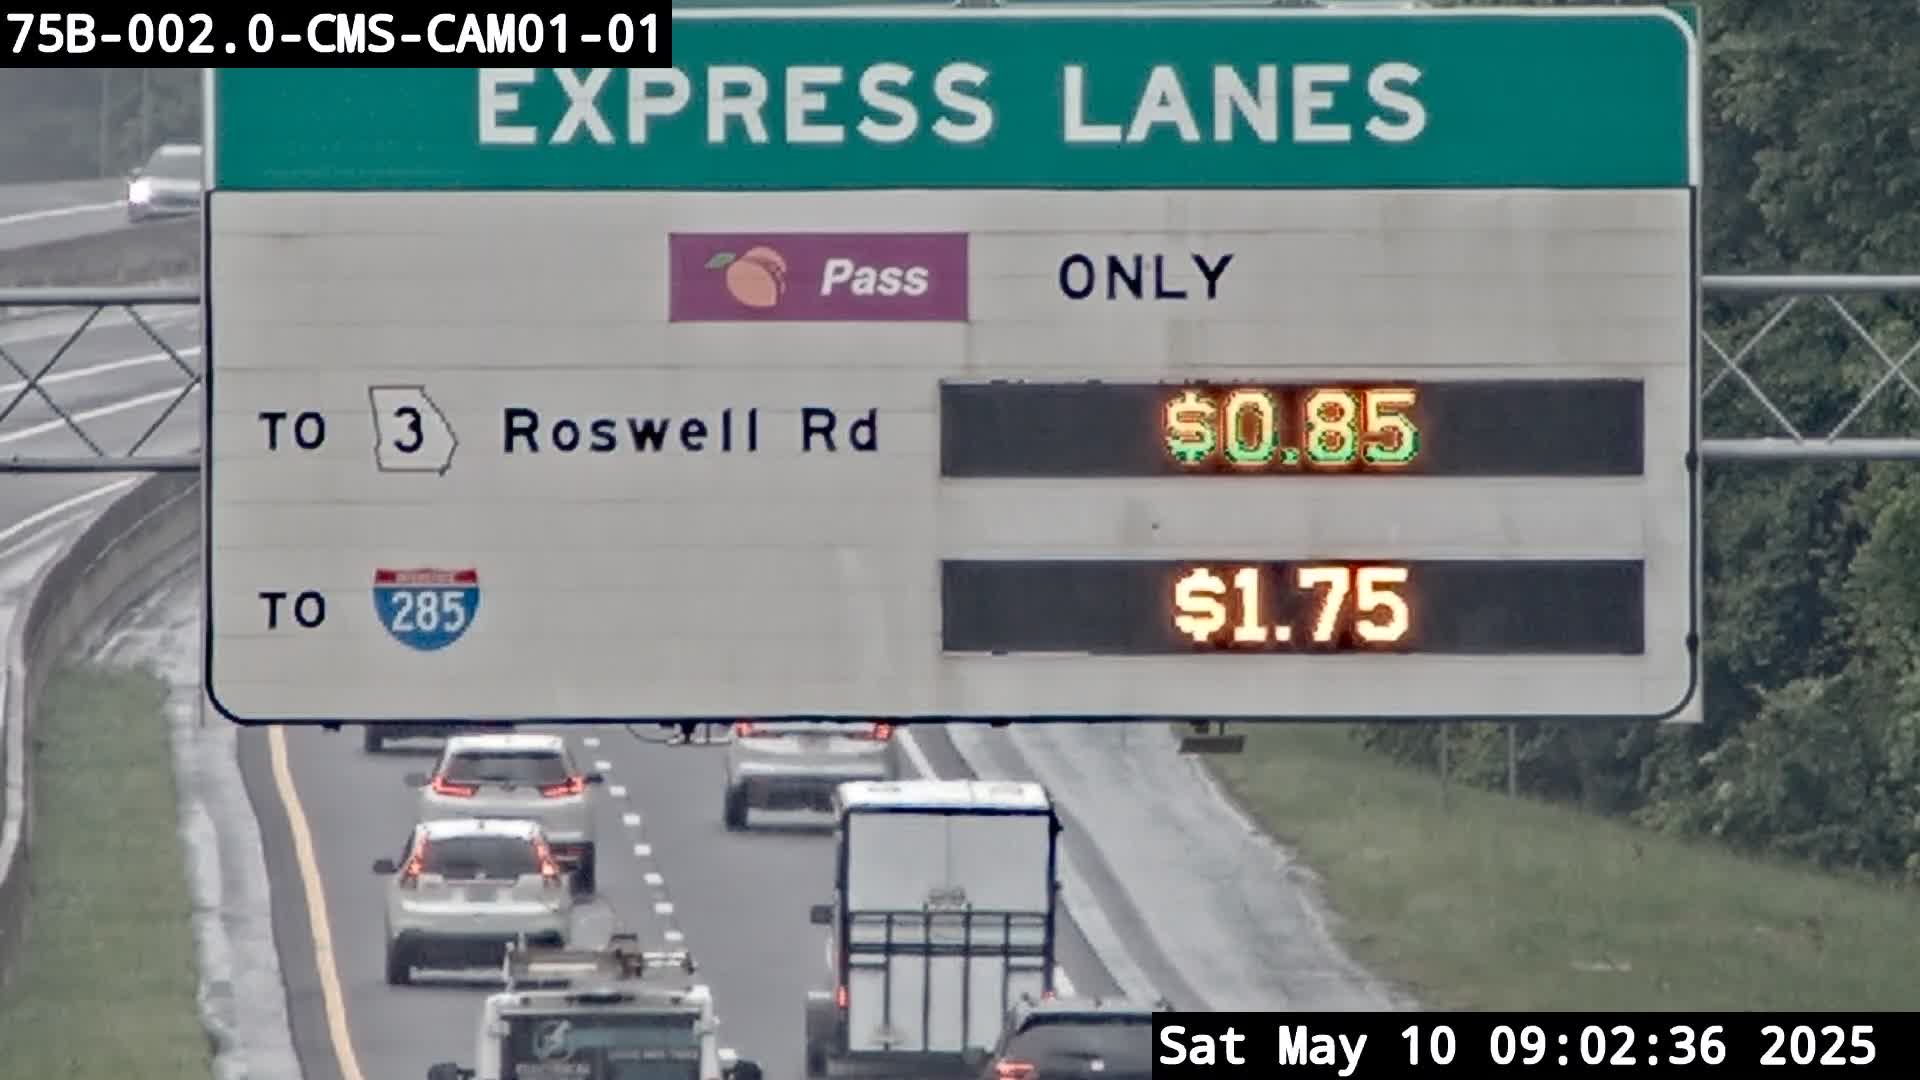 75B-002.0-CMS-CAM01-01
EXPRESS LANES
Pass ONLY
TO 3 Roswell Rd $0.85
TO 285 $1.75
Sat May 10 09:02:36 2025